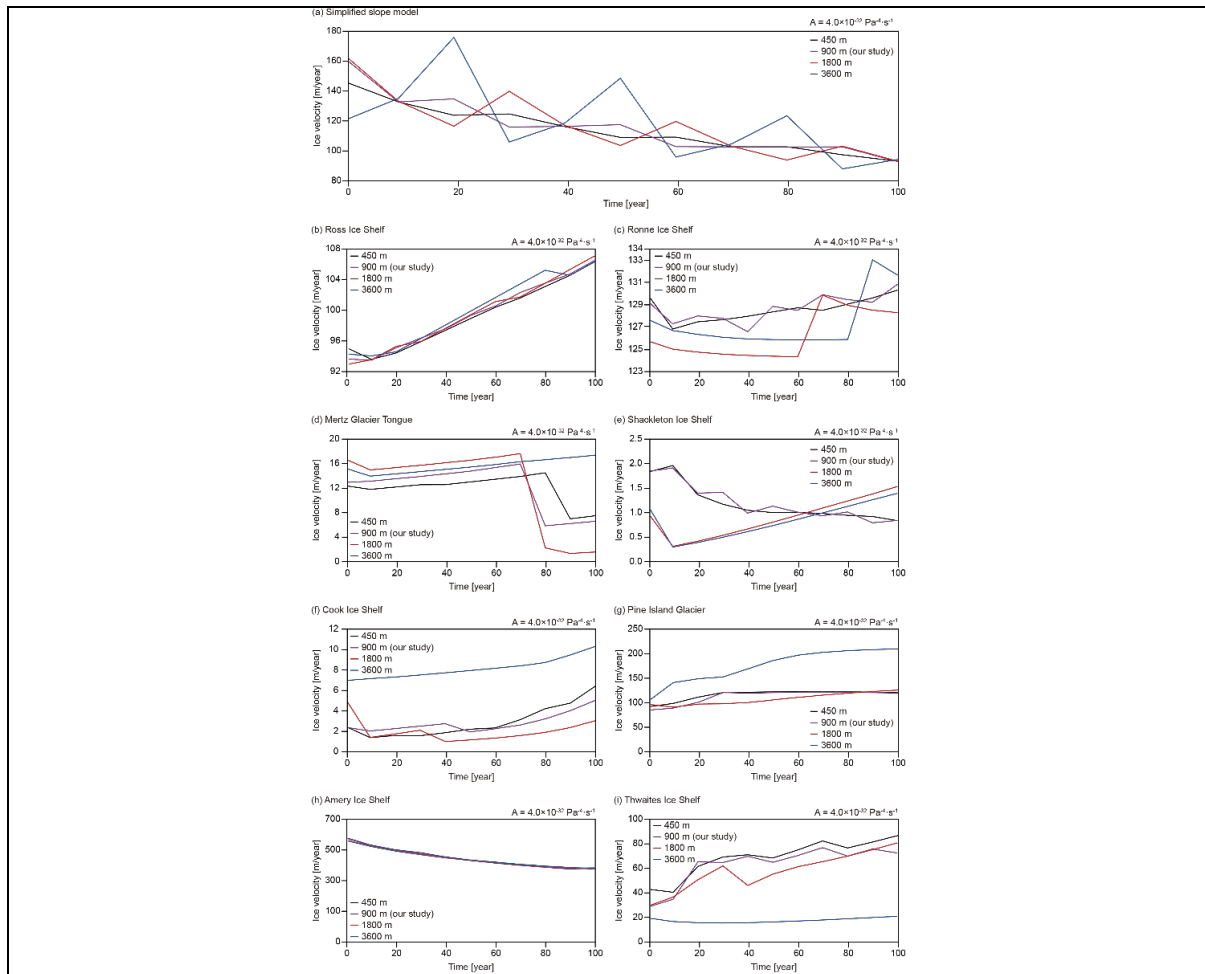 (a) Simplified slope model
A = 4.0×10⁻³² Pa⁻⁴·s⁻¹
Ice velocity [m/year]
180
160
140
120
100
80
450 m
900 m (our study)
1800 m
3600 m
0 20 40 60 80 100
Time [year]
(b) Ross Ice Shelf
A = 4.0×10⁻³² Pa⁻⁴·s⁻¹
Ice velocity [m/year]
108
104
100
96
92
450 m
900 m (our study)
1800 m
3600 m
0 20 40 60 80 100
Time [year]
(c) Ronne Ice Shelf
A = 4.0×10⁻³² Pa⁻⁴·s⁻¹
Ice velocity [m/year]
134
133
131
129
127
125
123
450 m
900 m (our study)
1800 m
3600 m
0 20 40 60 80 100
Time [year]
(d) Mertz Glacier Tongue
A = 4.0×10⁻³² Pa⁻⁴·s⁻¹
Ice velocity [m/year]
20
16
12
8
4
0
450 m
900 m (our study)
1800 m
3600 m
0 20 40 60 80 100
Time [year]
(e) Shackleton Ice Shelf
A = 4.0×10⁻³² Pa⁻⁴·s⁻¹
Ice velocity [m/year]
2.5
2.0
1.5
1.0
0.5
0.0
450 m
900 m (our study)
1800 m
3600 m
0 20 40 60 80 100
Time [year]
(f) Cook Ice Shelf
A = 4.0×10⁻³² Pa⁻⁴·s⁻¹
Ice velocity [m/year]
12
10
8
6
4
2
0
450 m
900 m (our study)
1800 m
3600 m
0 20 40 60 80 100
Time [year]
(g) Pine Island Glacier
A = 4.0×10⁻³² Pa⁻⁴·s⁻¹
Ice velocity [m/year]
250
200
150
100
50
0
450 m
900 m (our study)
1800 m
3600 m
0 20 40 60 80 100
Time [year]
(h) Amery Ice Shelf
A = 4.0×10⁻³² Pa⁻⁴·s⁻¹
Ice velocity [m/year]
700
500
300
100
0
450 m
900 m (our study)
1800 m
3600 m
0 20 40 60 80 100
Time [year]
(i) Thwaites Ice Shelf
A = 4.0×10⁻³² Pa⁻⁴·s⁻¹
Ice velocity [m/year]
100
80
60
40
20
0
450 m
900 m (our study)
1800 m
3600 m
0 20 40 60 80 100
Time [year]